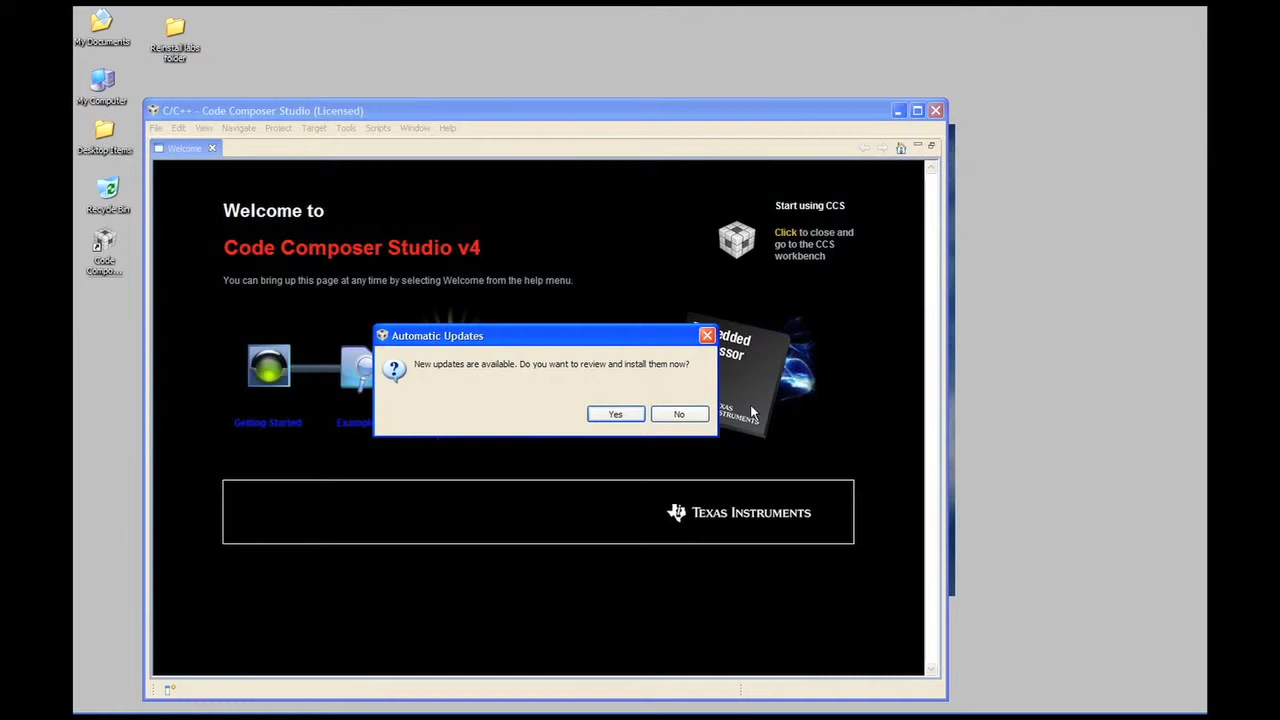 My Documents
Reinstal labs
folder
My Computer
Desktop Items
Recycle Bin
Code
Compo...
C/C++ - Code Composer Studio (Licensed)
File Edit View Navigate Project Target Tools Scripts Window Help
Welcome
Welcome to
Code Composer Studio v4
You can bring up this page at any time by selecting Welcome from the help menu.
Start using CCS
Click to close and
go to the CCS
workbench
Automatic Updates
New updates are available. Do you want to review and install them now?
Yes No
Getting Started
TEXAS INSTRUMENTS